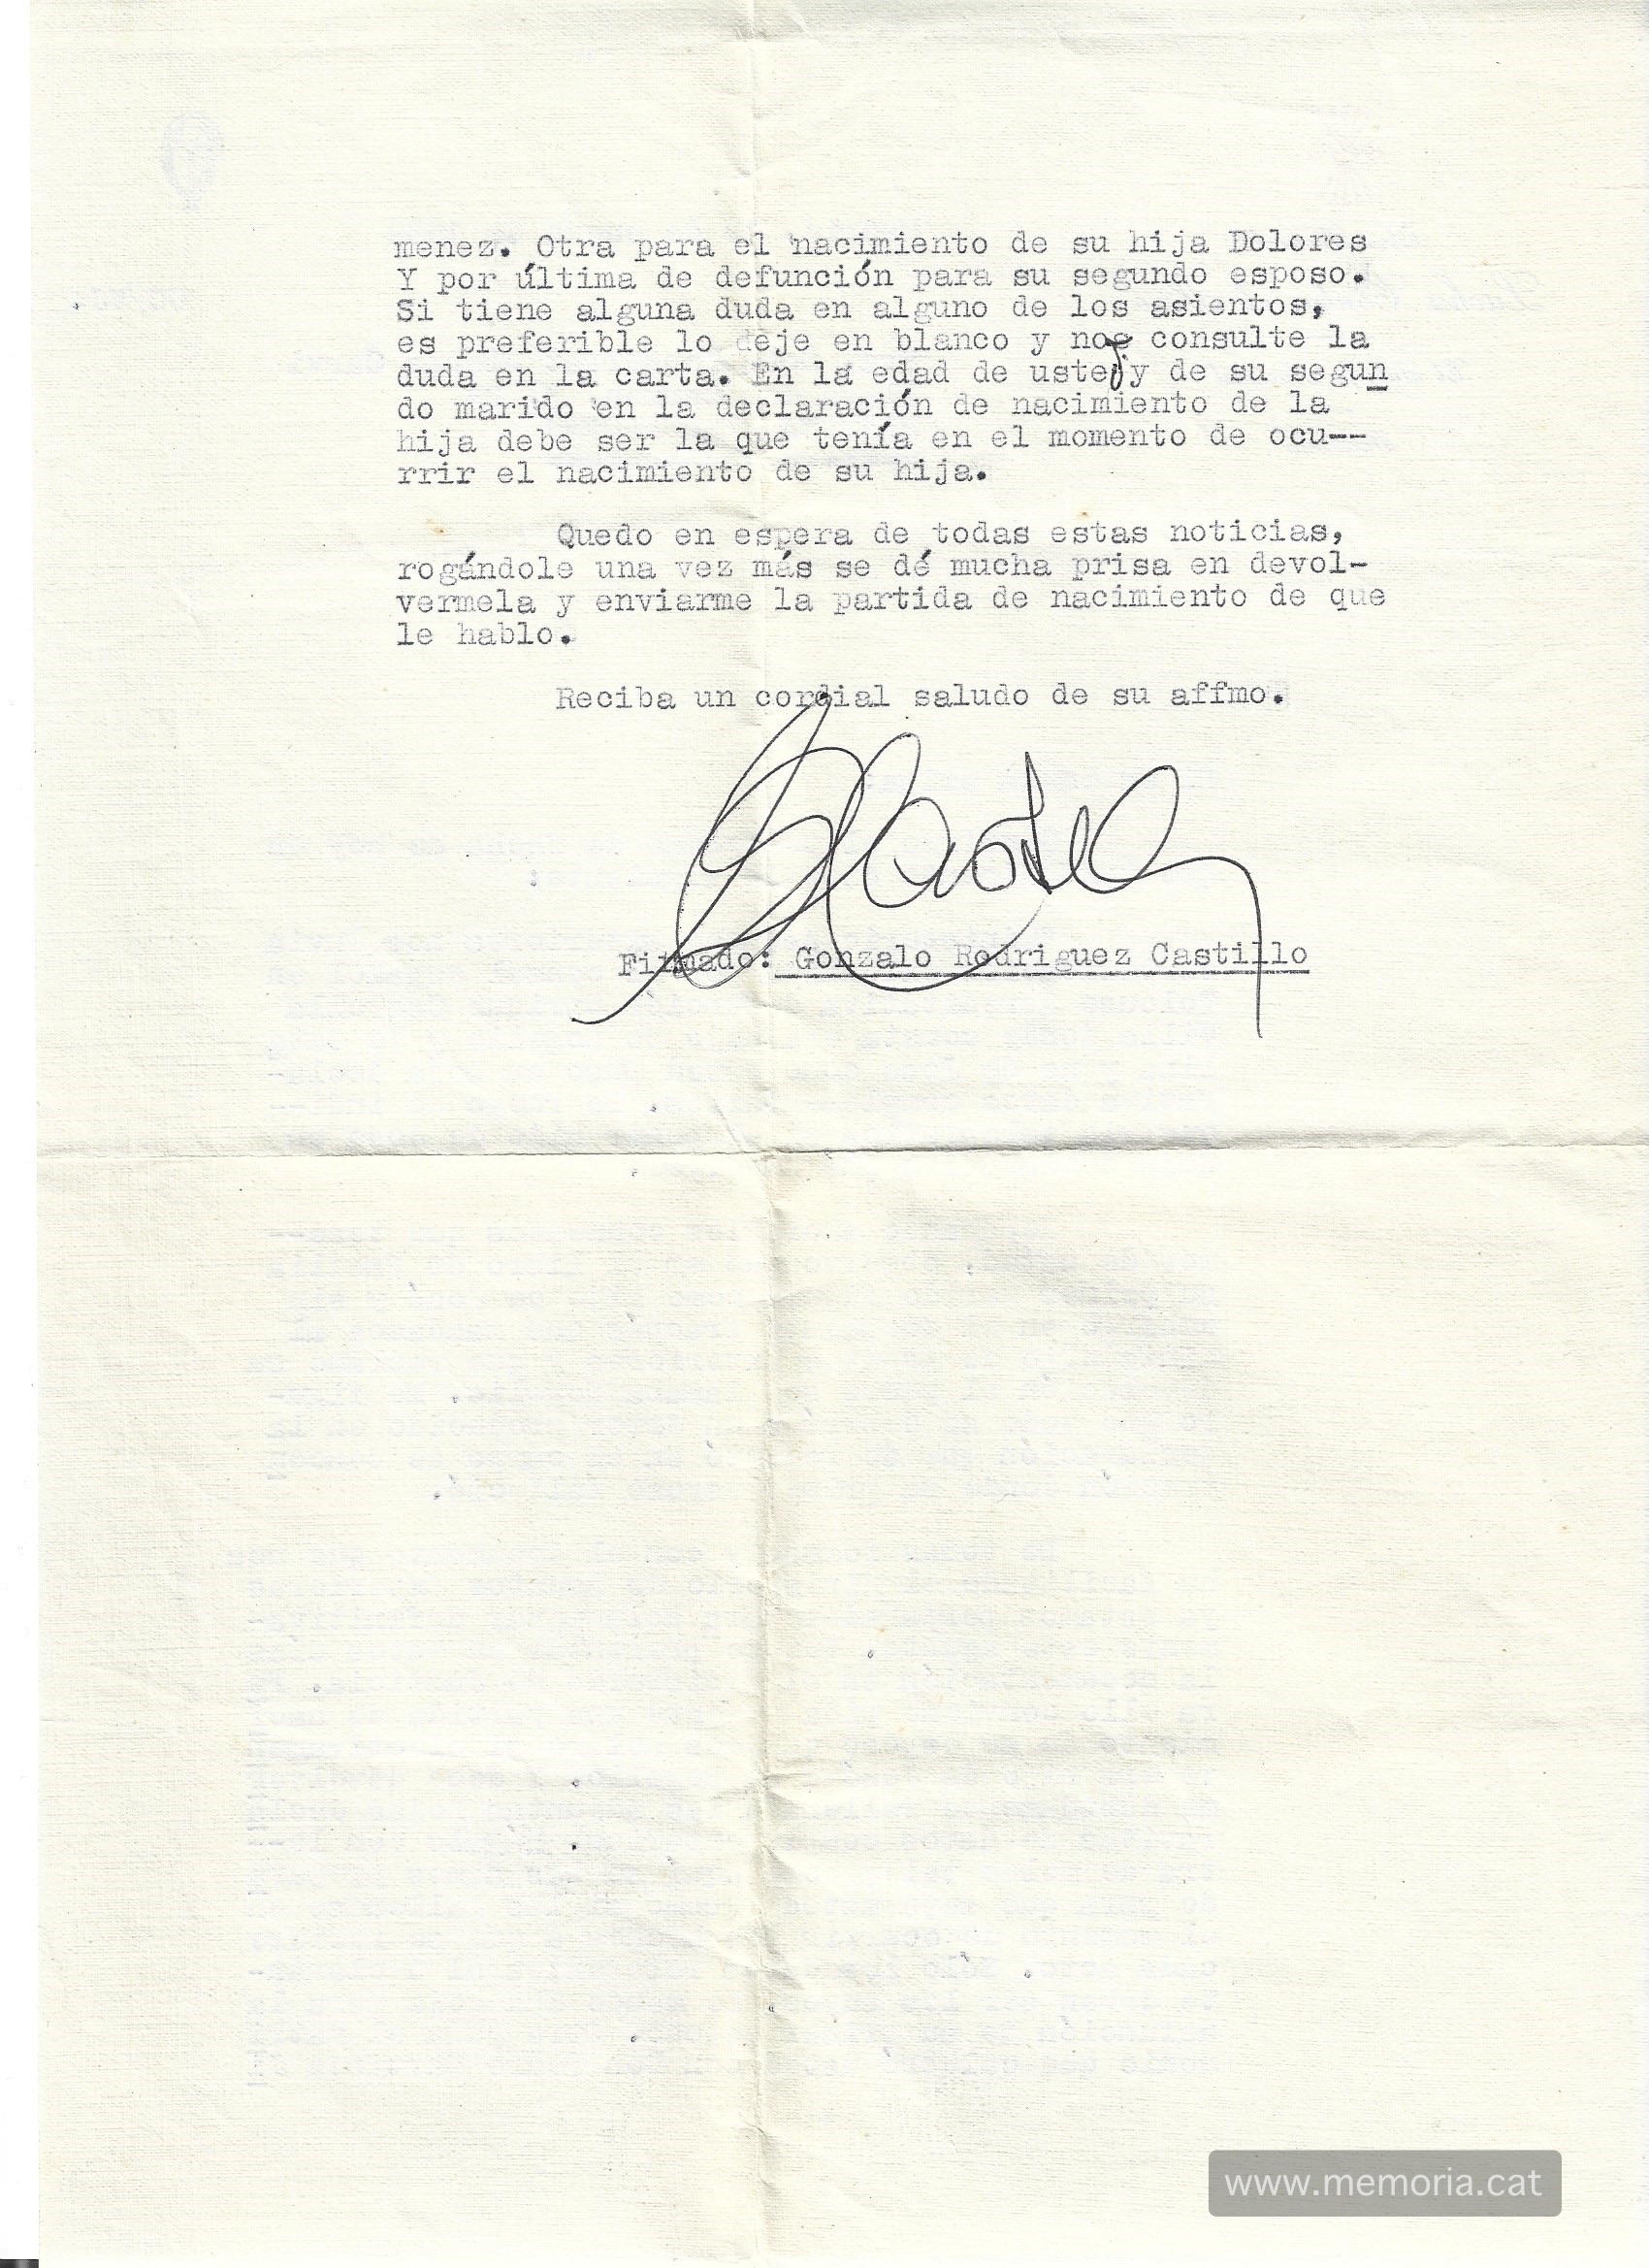 menez. Otra para el nacimiento de su hija Dolores
Y por última de defunción para su segundo esposo.
Si tiene alguna duda en alguno de los asientos,
es preferible lo deje en blanco y nos consulte la
duda en la carta. En la edad de usted y de su segun
do marido en la declaración de nacimiento de la
hija debe ser la que tenía en el momento de ocu--
rrir el nacimiento de su hija.
Quedo en espera de todas estas noticias,
rogándole una vez más se dé mucha prisa en devol-
vermela y enviarme la partida de nacimiento de que
le hablo.
Reciba un cordial saludo de su affmo.
Firmado: Gonzalo Rodriguez Castillo
www.memoria.cat